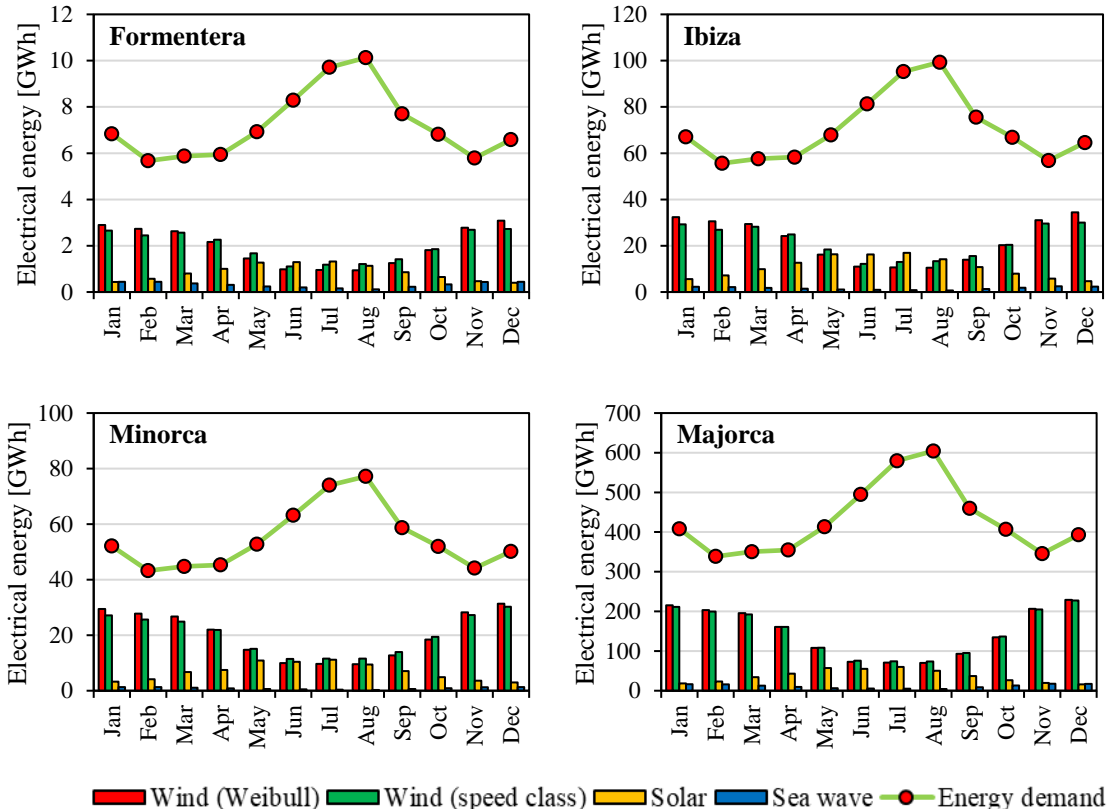 Formentera
Electrical energy [GWh]
12
10
8
6
4
2
0
Jan Feb Mar Apr May Jun Jul Aug Sep Oct Nov Dec
Ibiza
Electrical energy [GWh]
120
100
80
60
40
20
0
Jan Feb Mar Apr May Jun Jul Aug Sep Oct Nov Dec
Minorca
Electrical energy [GWh]
100
80
60
40
20
0
Jan Feb Mar Apr May Jun Jul Aug Sep Oct Nov Dec
Majorca
Electrical energy [GWh]
700
600
500
400
300
200
100
0
Jan Feb Mar Apr May Jun Jul Aug Sep Oct Nov Dec
Wind (Weibull) Wind (speed class) Solar Sea wave Energy demand